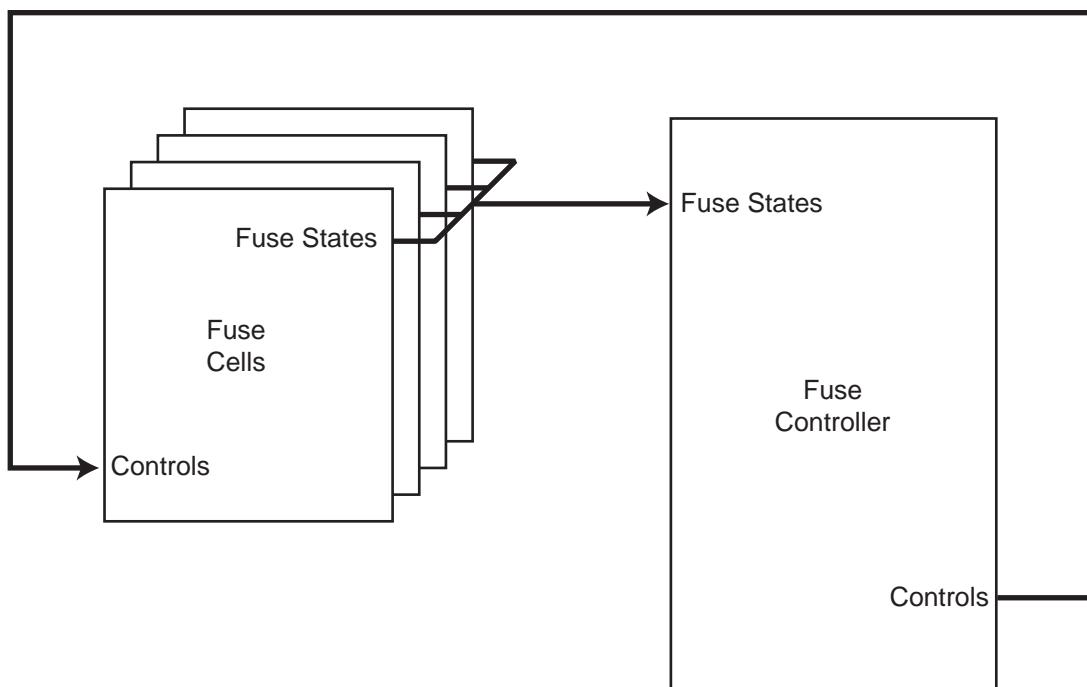 Fuse States
Fuse
Cells
Controls
Fuse States
Fuse
Controller
Controls